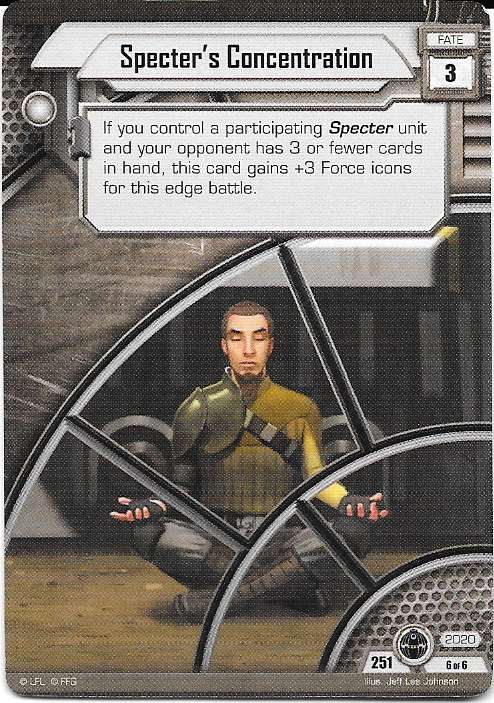 Specter's Concentration
FATE
3
If you control a participating Specter unit
and your opponent has 3 or fewer cards
in hand, this card gains +3 Force icons
for this edge battle.
251
2020
6 OF 6
© LFL © FFG
Illus. Jeff Lee Johnson